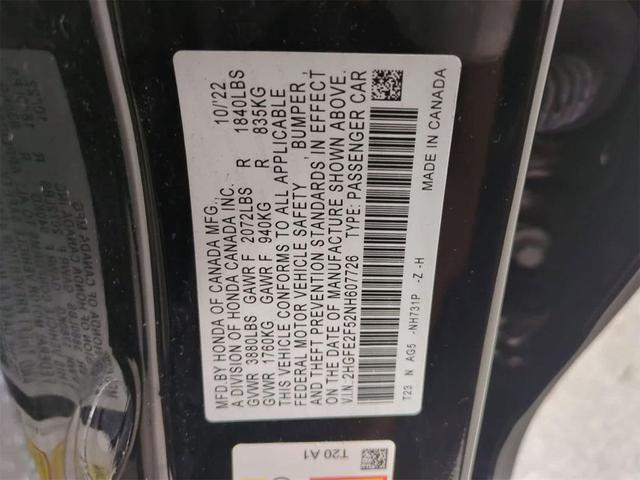 MFD.BY HONDA OF CANADA MFG., 10/'22
A DIVISION OF HONDA CANADA INC.
GVWR 3880LBS GAWR F 2072LBS R 1840LBS
GVWR 1760KG GAWR F 940KG R 835KG
THIS VEHICLE CONFORMS TO ALL APPLICABLE
FEDERAL MOTOR VEHICLE SAFETY , BUMPER,
AND THEFT PREVENTION STANDARDS IN EFFECT
ON THE DATE OF MANUFACTURE SHOWN ABOVE.
V.I.N.:2HGFE2F52NH607726 TYPE: PASSENGER CAR
T23 N AG5 -NH731P -Z -H
MADE IN CANADA
T20 A1